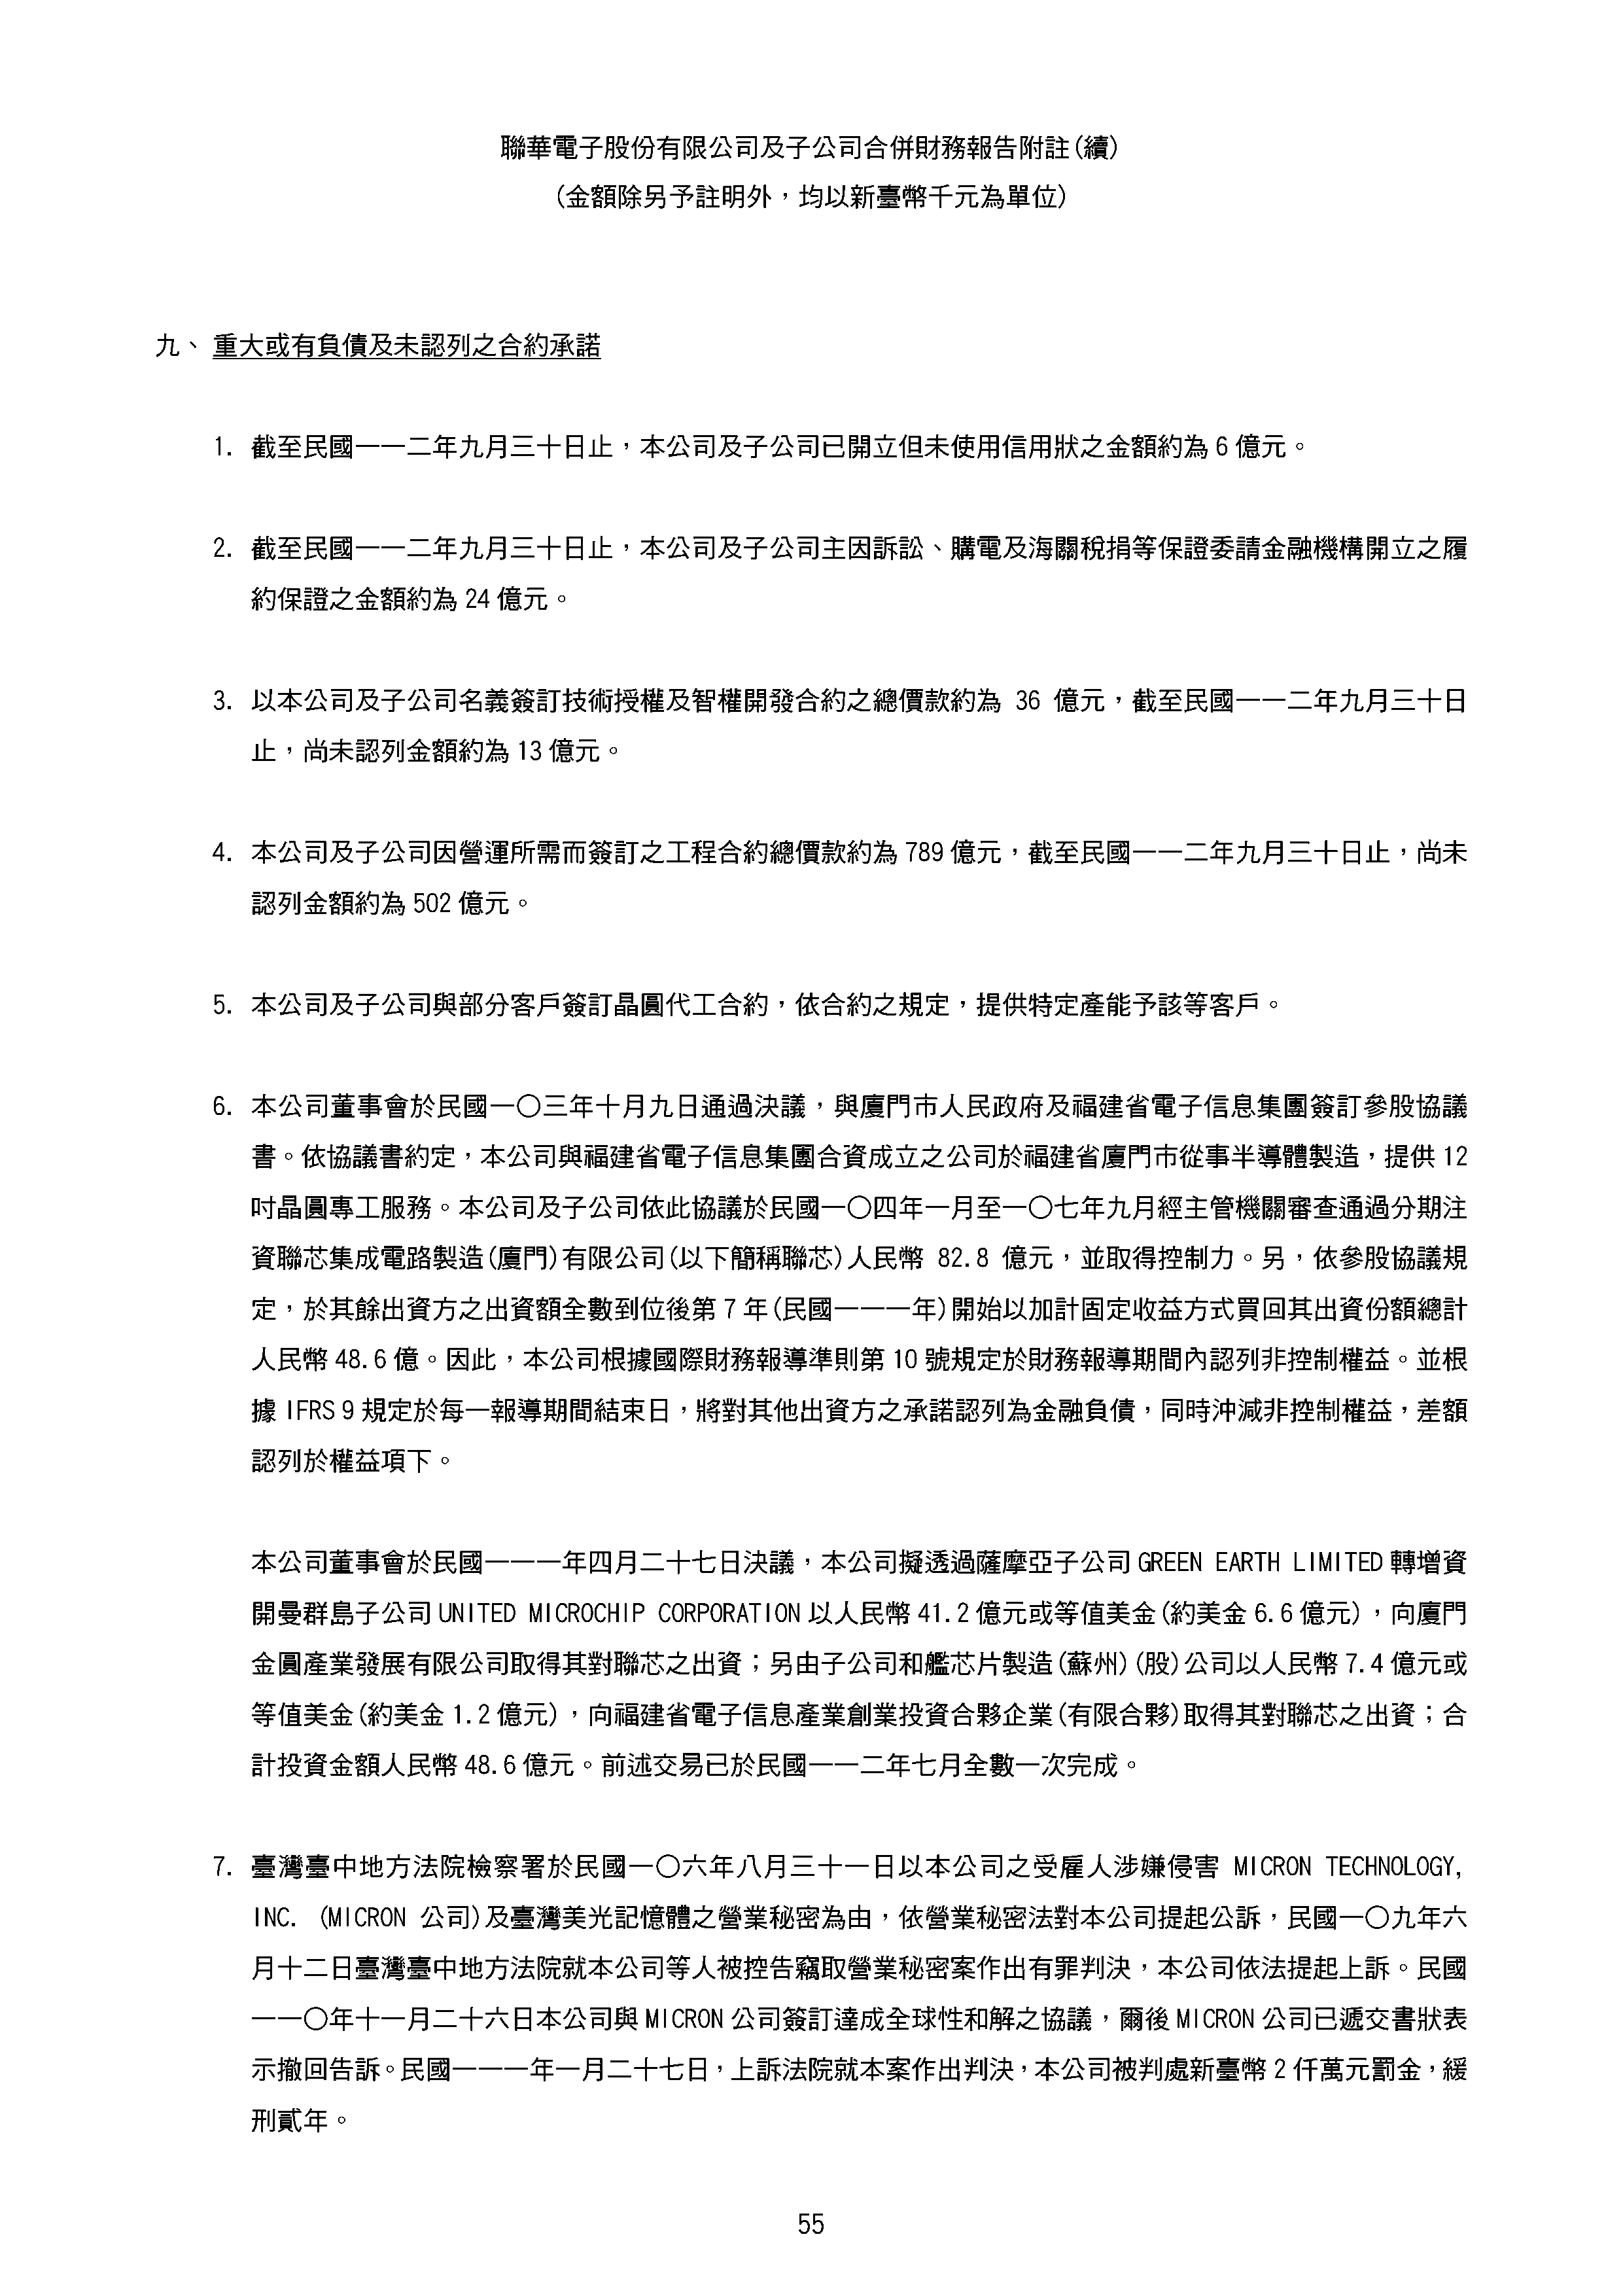 聯華電子股份有限公司及子公司合併財務報告附註(續)
(金額除另予註明外，均以新臺幣千元為單位)
九、 重大或有負債及未認列之合約承諾
1. 截至民國一一二年九月三十日止，本公司及子公司已開立但未使用信用狀之金額約為 6 億元。
2. 截至民國一一二年九月三十日止，本公司及子公司主因訴訟、購電及海關稅捐等保證委請金融機構開立之履
約保證之金額約為 24 億元。
3. 以本公司及子公司名義簽訂技術授權及智權開發合約之總價款約為 36 億元，截至民國一一二年九月三十日
止，尚未認列金額約為 13 億元。
4. 本公司及子公司因營運所需而簽訂之工程合約總價款約為 789 億元，截至民國一一二年九月三十日止，尚未
認列金額約為 502 億元。
5. 本公司及子公司與部分客戶簽訂晶圓代工合約，依合約之規定，提供特定產能予該等客戶。
6. 本公司董事會於民國一〇三年十月九日通過決議，與廈門市人民政府及福建省電子信息集團簽訂參股協議
書。依協議書約定，本公司與福建省電子信息集團合資成立之公司於福建省廈門市從事半導體製造，提供 12
吋晶圓專工服務。本公司及子公司依此協議於民國一〇四年一月至一〇七年九月經主管機關審查通過分期注
資聯芯集成電路製造(廈門)有限公司(以下簡稱聯芯)人民幣 82.8 億元，並取得控制力。另，依參股協議規
定，於其餘出資方之出資額全數到位後第 7 年(民國一一一年)開始以加計固定收益方式買回其出資份額總計
人民幣 48.6 億。因此，本公司根據國際財務報導準則第 10 號規定於財務報導期間內認列非控制權益。並根
據 IFRS 9 規定於每一報導期間結束日，將對其他出資方之承諾認列為金融負債，同時沖減非控制權益，差額
認列於權益項下。
本公司董事會於民國一一一年四月二十七日決議，本公司擬透過薩摩亞子公司 GREEN EARTH LIMITED 轉增資
開曼群島子公司 UNITED MICROCHIP CORPORATION 以人民幣 41.2 億元或等值美金(約美金 6.6 億元)，向廈門
金圓產業發展有限公司取得其對聯芯之出資；另由子公司和艦芯片製造(蘇州)(股)公司以人民幣 7.4 億元或
等值美金(約美金 1.2 億元)，向福建省電子信息產業創業投資合夥企業(有限合夥)取得其對聯芯之出資；合
計投資金額人民幣 48.6 億元。前述交易已於民國一一二年七月全數一次完成。
7. 臺灣臺中地方法院檢察署於民國一〇六年八月三十一日以本公司之受雇人涉嫌侵害 MICRON TECHNOLOGY,
INC. (MICRON 公司)及臺灣美光記憶體之營業秘密為由，依營業秘密法對本公司提起公訴，民國一〇九年六
月十二日臺灣臺中地方法院就本公司等人被控告竊取營業秘密案作出有罪判決，本公司依法提起上訴。民國
一一〇年十一月二十六日本公司與 MICRON 公司簽訂達成全球性和解之協議，爾後 MICRON 公司已遞交書狀表
示撤回告訴。民國一一一年一月二十七日，上訴法院就本案作出判決，本公司被判處新臺幣 2 仟萬元罰金，緩
刑貳年。
55